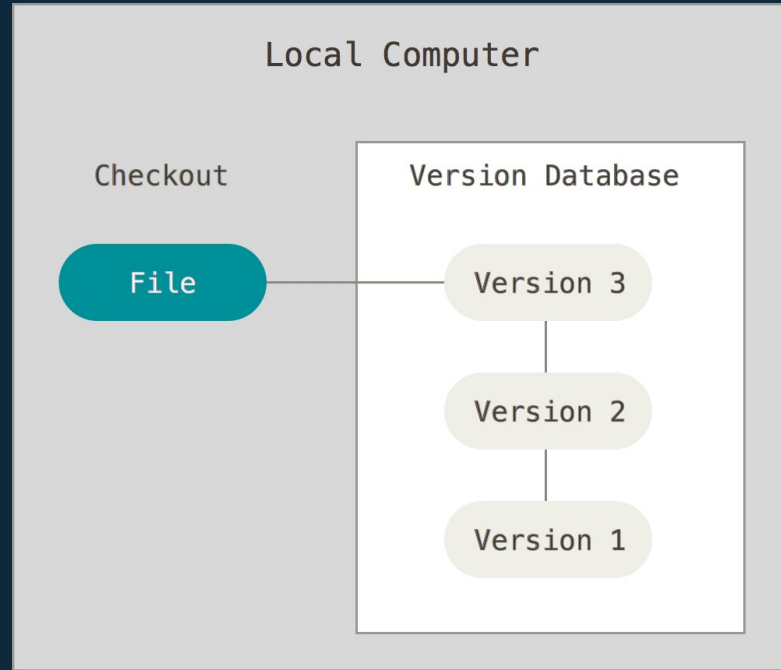 Local Computer
Checkout
Version Database
File
Version 3
Version 2
Version 1